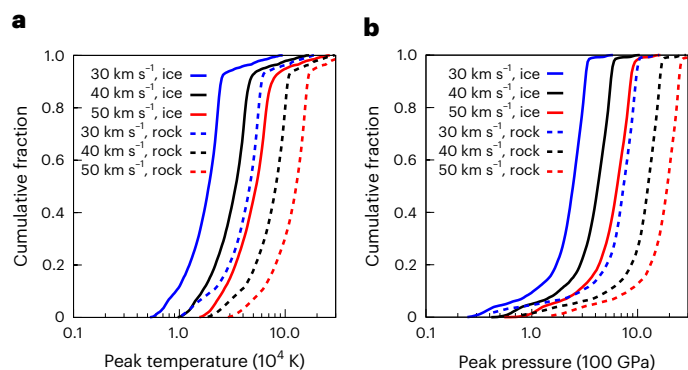 a
1.0
0.8
0.6
0.4
0.2
0
Cumulative fraction
30 km s⁻¹, ice
40 km s⁻¹, ice
50 km s⁻¹, ice
30 km s⁻¹, rock
40 km s⁻¹, rock
50 km s⁻¹, rock
0.1
1.0
10.0
Peak temperature (10⁴ K)
b
1.0
0.8
0.6
0.4
0.2
0
Cumulative fraction
30 km s⁻¹, ice
40 km s⁻¹, ice
50 km s⁻¹, ice
30 km s⁻¹, rock
40 km s⁻¹, rock
50 km s⁻¹, rock
0.1
1.0
10.0
Peak pressure (100 GPa)